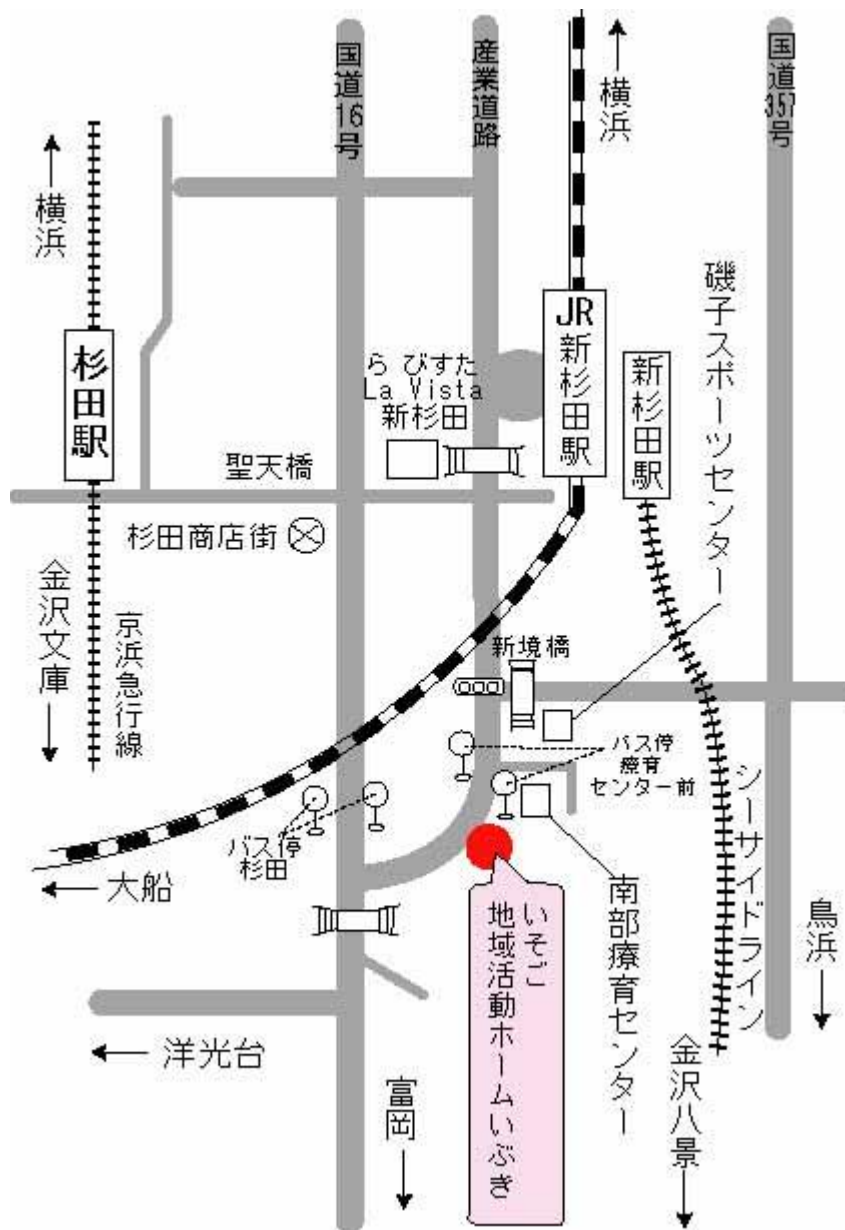 国道16号
産業道路
横浜
国道357号
横浜
杉田駅
らびすた
La Vista
新杉田
JR
新杉田駅
新杉田駅
磯子スポーツセンター
聖天橋
杉田商店街
金沢文庫
京浜急行線
新境橋
バス停
療育
センター前
シーサイドライン
バス停
杉田
大船
鳥浜
いそご
地域活動ホームいぶき
南部療育センター
洋光台
富岡
金沢八景